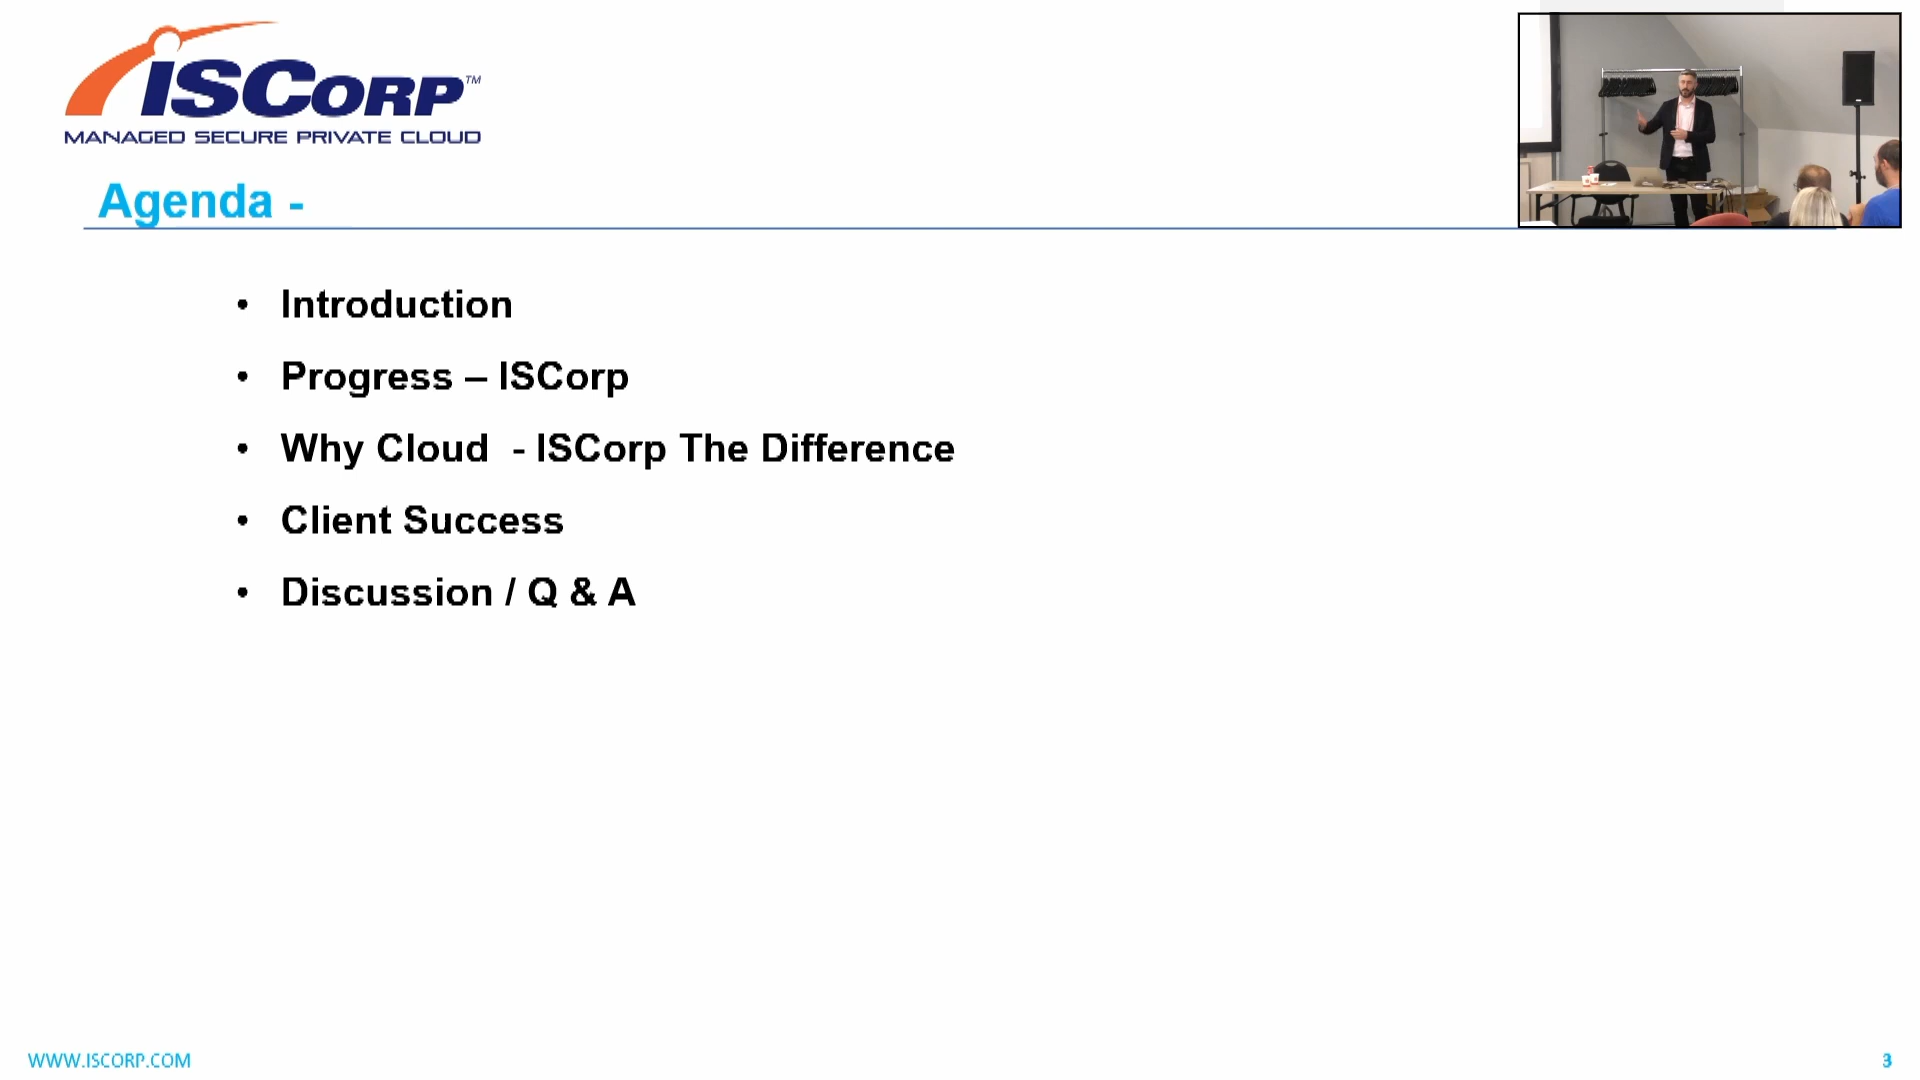 ISCORP™
MANAGED SECURE PRIVATE CLOUD
Agenda -
• Introduction
• Progress – ISCorp
• Why Cloud  - ISCorp The Difference
• Client Success
• Discussion / Q & A
WWW.ISCORP.COM
3